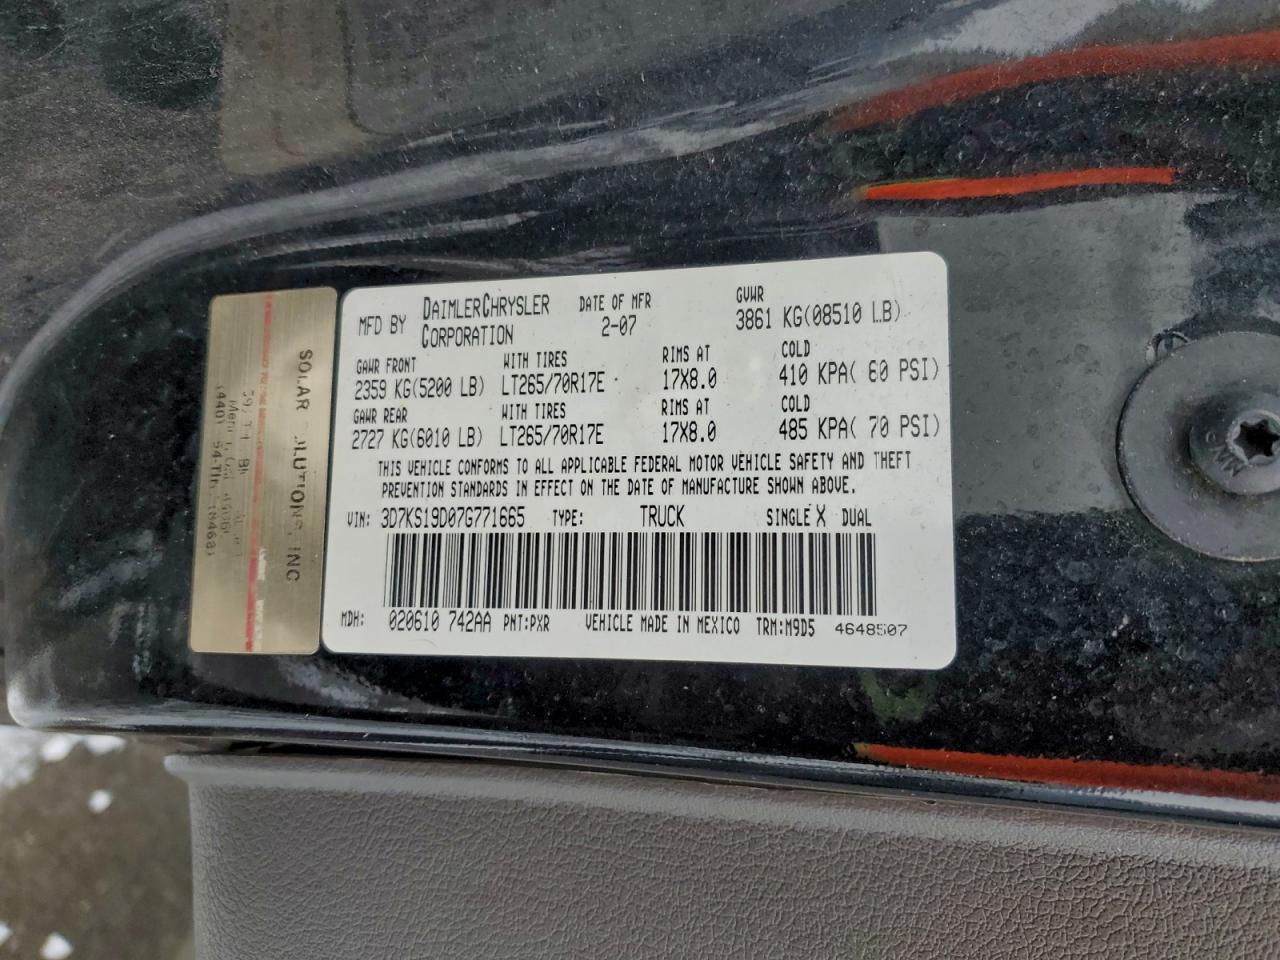 MFD BY DAIMLERCHRYSLER CORPORATION
DATE OF MFR 2-07
GVWR 3861 KG(08510 LB)
GAWR FRONT WITH TIRES RIMS AT COLD
2359 KG(5200 LB) LT265/70R17E 17X8.0 410 KPA( 60 PSI)
GAWR REAR WITH TIRES RIMS AT COLD
2727 KG(6010 LB) LT265/70R17E 17X8.0 485 KPA( 70 PSI)
THIS VEHICLE CONFORMS TO ALL APPLICABLE FEDERAL MOTOR VEHICLE SAFETY AND THEFT
PREVENTION STANDARDS IN EFFECT ON THE DATE OF MANUFACTURE SHOWN ABOVE.
VIN: 3D7KS19D07G771665 TYPE: TRUCK SINGLE X DUAL
MDH: 020610 742AA PNT:PXR VEHICLE MADE IN MEXICO TRM:M9D5 4648507
SOLAR INC